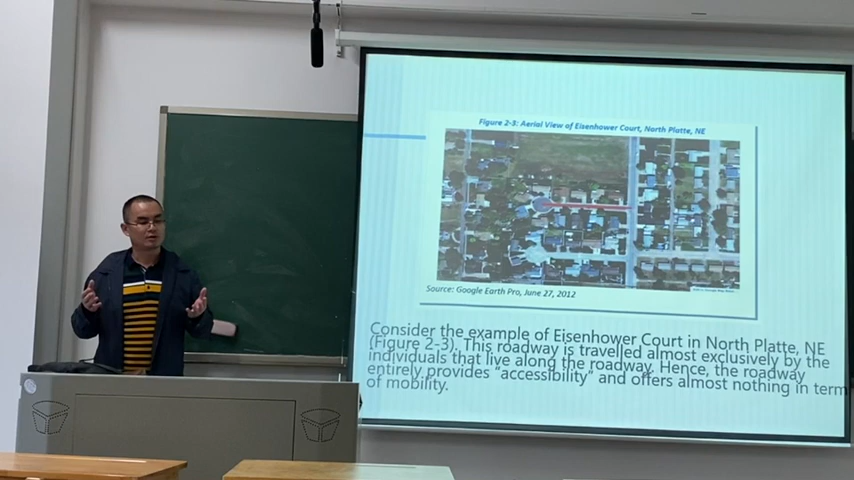 Figure 2-3: Aerial View of Eisenhower Court, North Platte, NE
Source: Google Earth Pro, June 27, 2012
Consider the example of Eisenhower Court in North Platte, NE
(Figure 2-3). This roadway is travelled almost exclusively by the
individuals that live along the roadway. Hence, the roadway
entirely provides "accessibility" and offers almost nothing in term
of mobility.